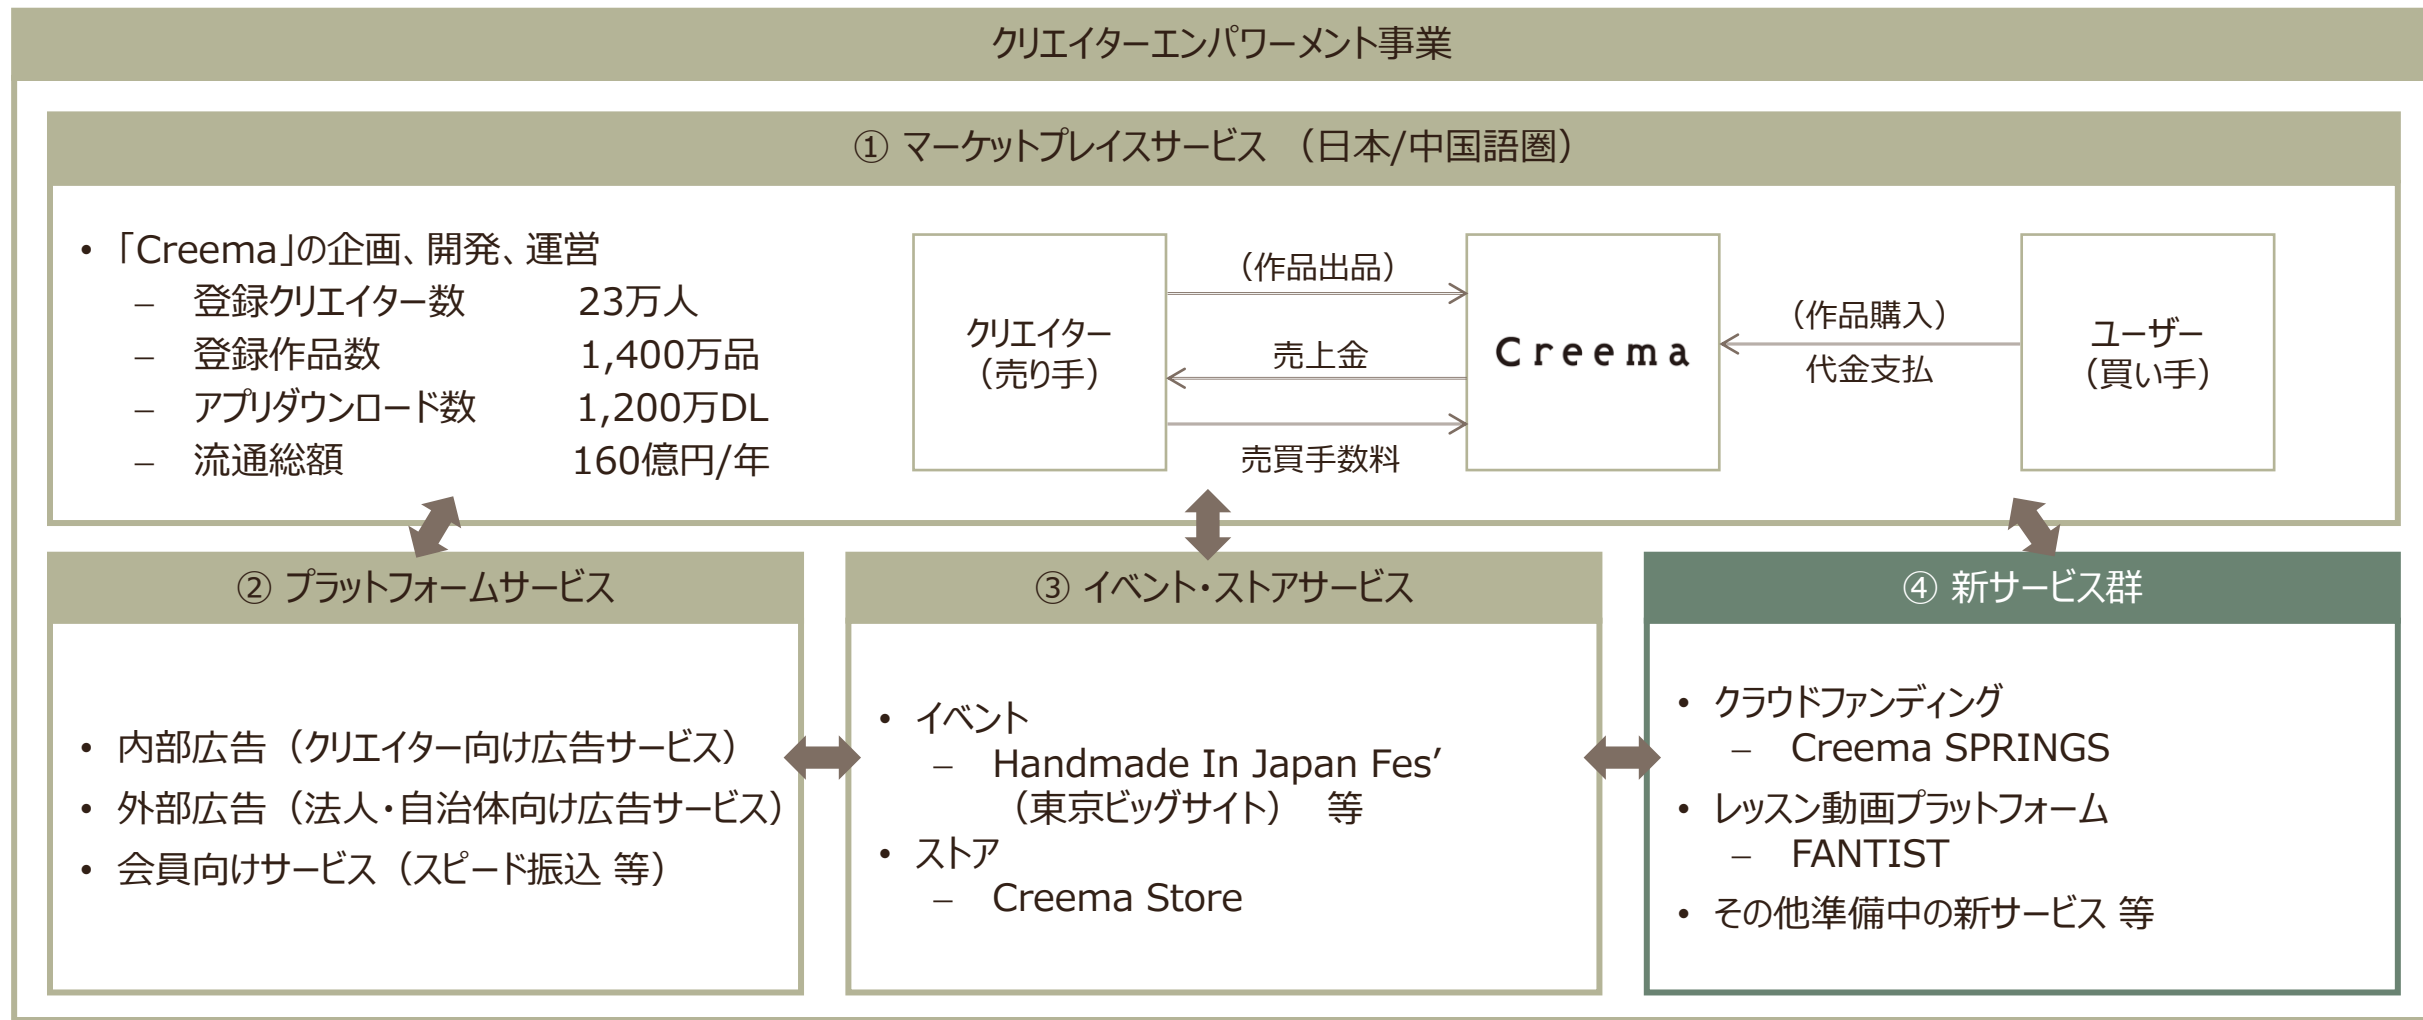 クリエイターエンパワーメント事業
① マーケットプレイスサービス （日本/中国語圏）
• 「Creema」の企画、開発、運営
– 登録クリエイター数 23万人
– 登録作品数 1,400万品
– アプリダウンロード数 1,200万DL
– 流通総額 160億円/年
クリエイター
（売り手）
（作品出品）
売上金
売買手数料
Creema
（作品購入）
代金支払
ユーザー
（買い手）
② プラットフォームサービス
• 内部広告（クリエイター向け広告サービス）
• 外部広告（法人・自治体向け広告サービス）
• 会員向けサービス（スピード振込 等）
③ イベント・ストアサービス
• イベント
– Handmade In Japan Fes′
（東京ビッグサイト） 等
• ストア
– Creema Store
④ 新サービス群
• クラウドファンディング
– Creema SPRINGS
• レッスン動画プラットフォーム
– FANTIST
• その他準備中の新サービス 等